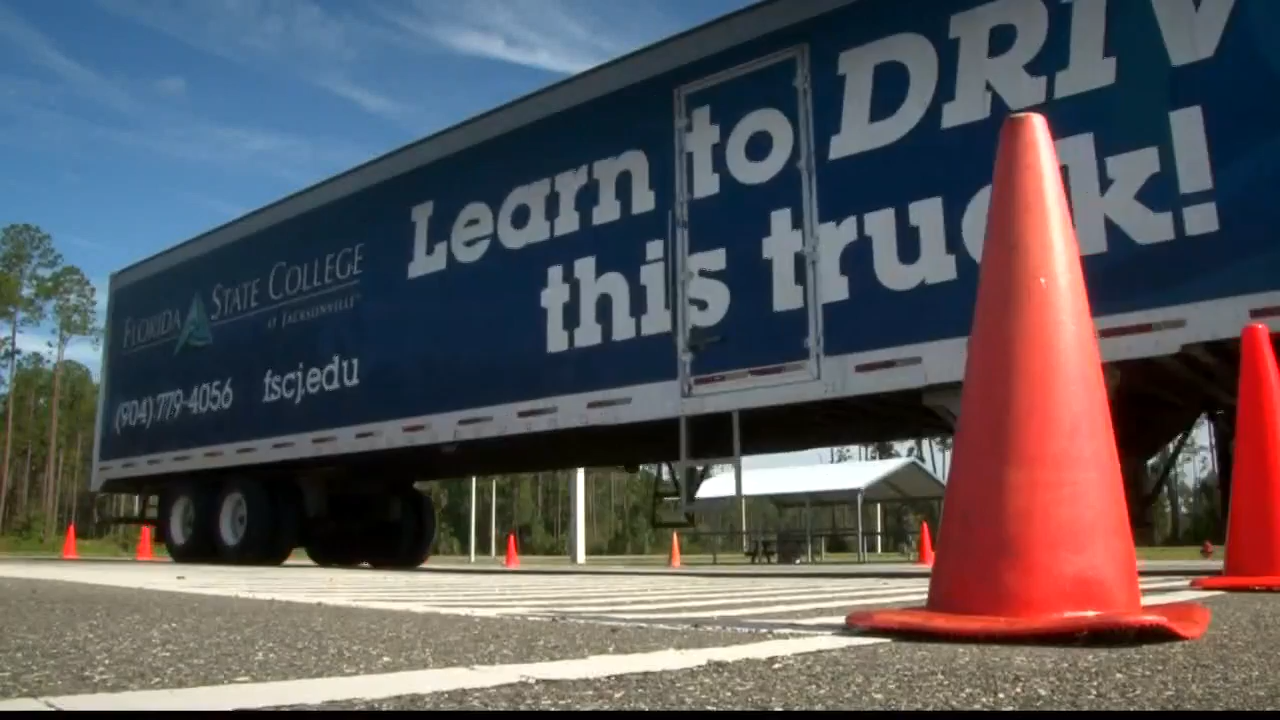 Learn to DRIV
this truck!
FLORIDA STATE COLLEGE
AT JACKSONVILLE
(904) 779-4056 fscj.edu